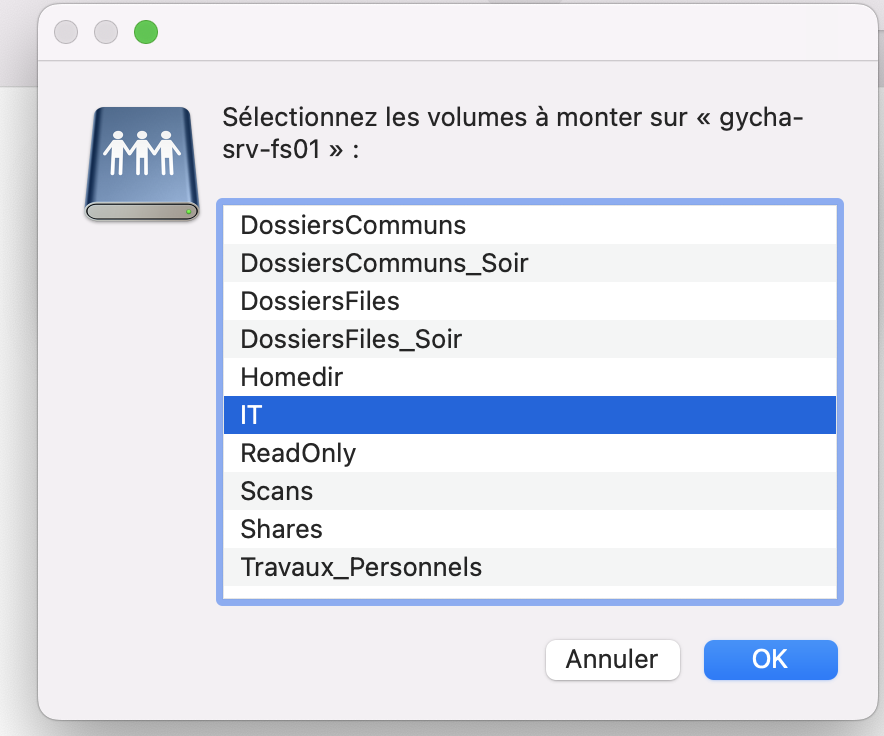 Sélectionnez les volumes à monter sur « gycha-
srv-fs01 » :
DossiersCommuns
DossiersCommuns_Soir
DossiersFiles
DossiersFiles_Soir
Homedir
IT
ReadOnly
Scans
Shares
Travaux_Personnels
Annuler
OK